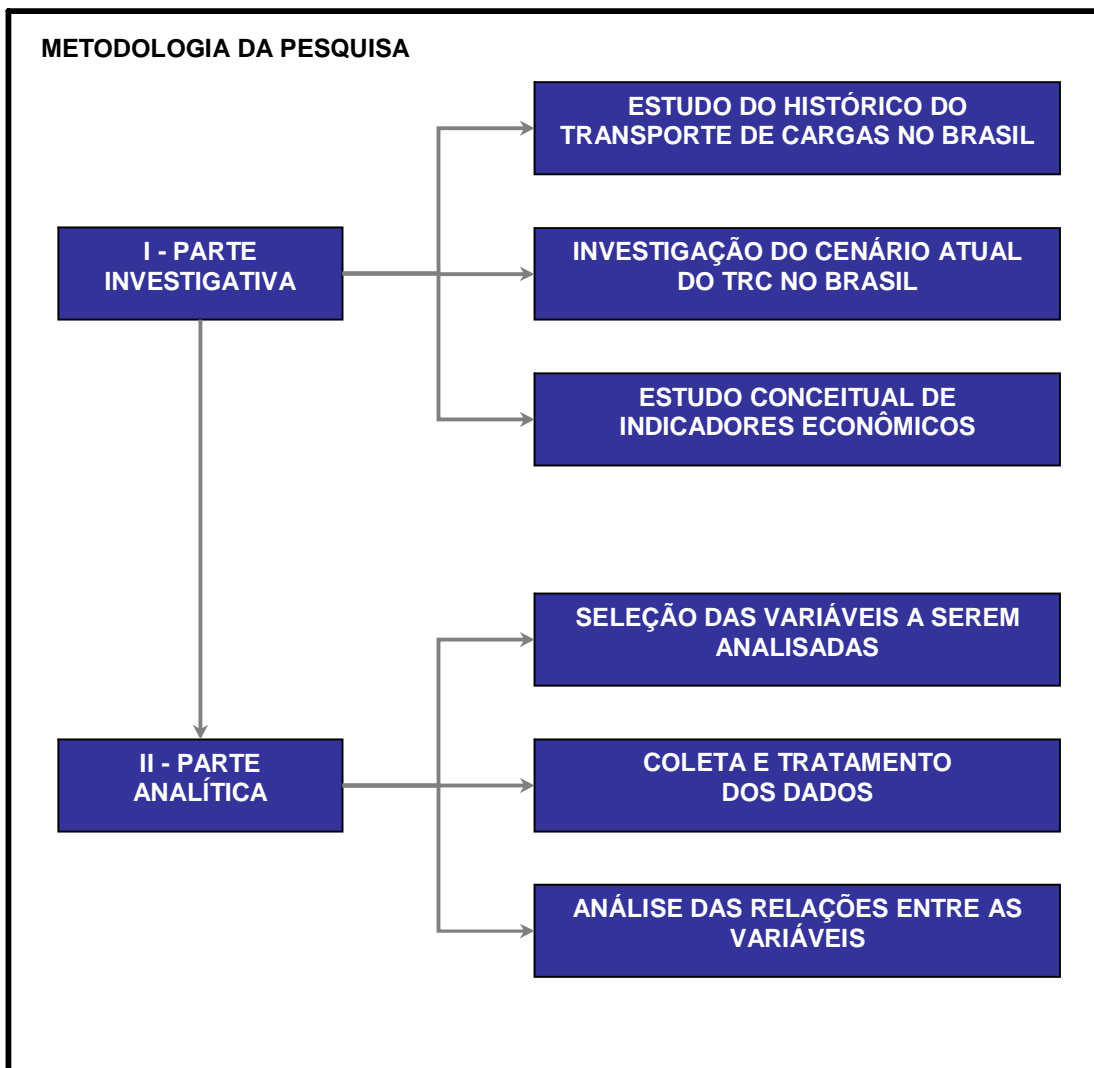 METODOLOGIA DA PESQUISA
ESTUDO DO HISTÓRICO DO
TRANSPORTE DE CARGAS NO BRASIL
I - PARTE
INVESTIGATIVA
INVESTIGAÇÃO DO CENÁRIO ATUAL
DO TRC NO BRASIL
ESTUDO CONCEITUAL DE
INDICADORES ECONÔMICOS
SELEÇÃO DAS VARIÁVEIS A SEREM
ANALISADAS
II - PARTE
ANALÍTICA
COLETA E TRATAMENTO
DOS DADOS
ANÁLISE DAS RELAÇÕES ENTRE AS
VARIÁVEIS